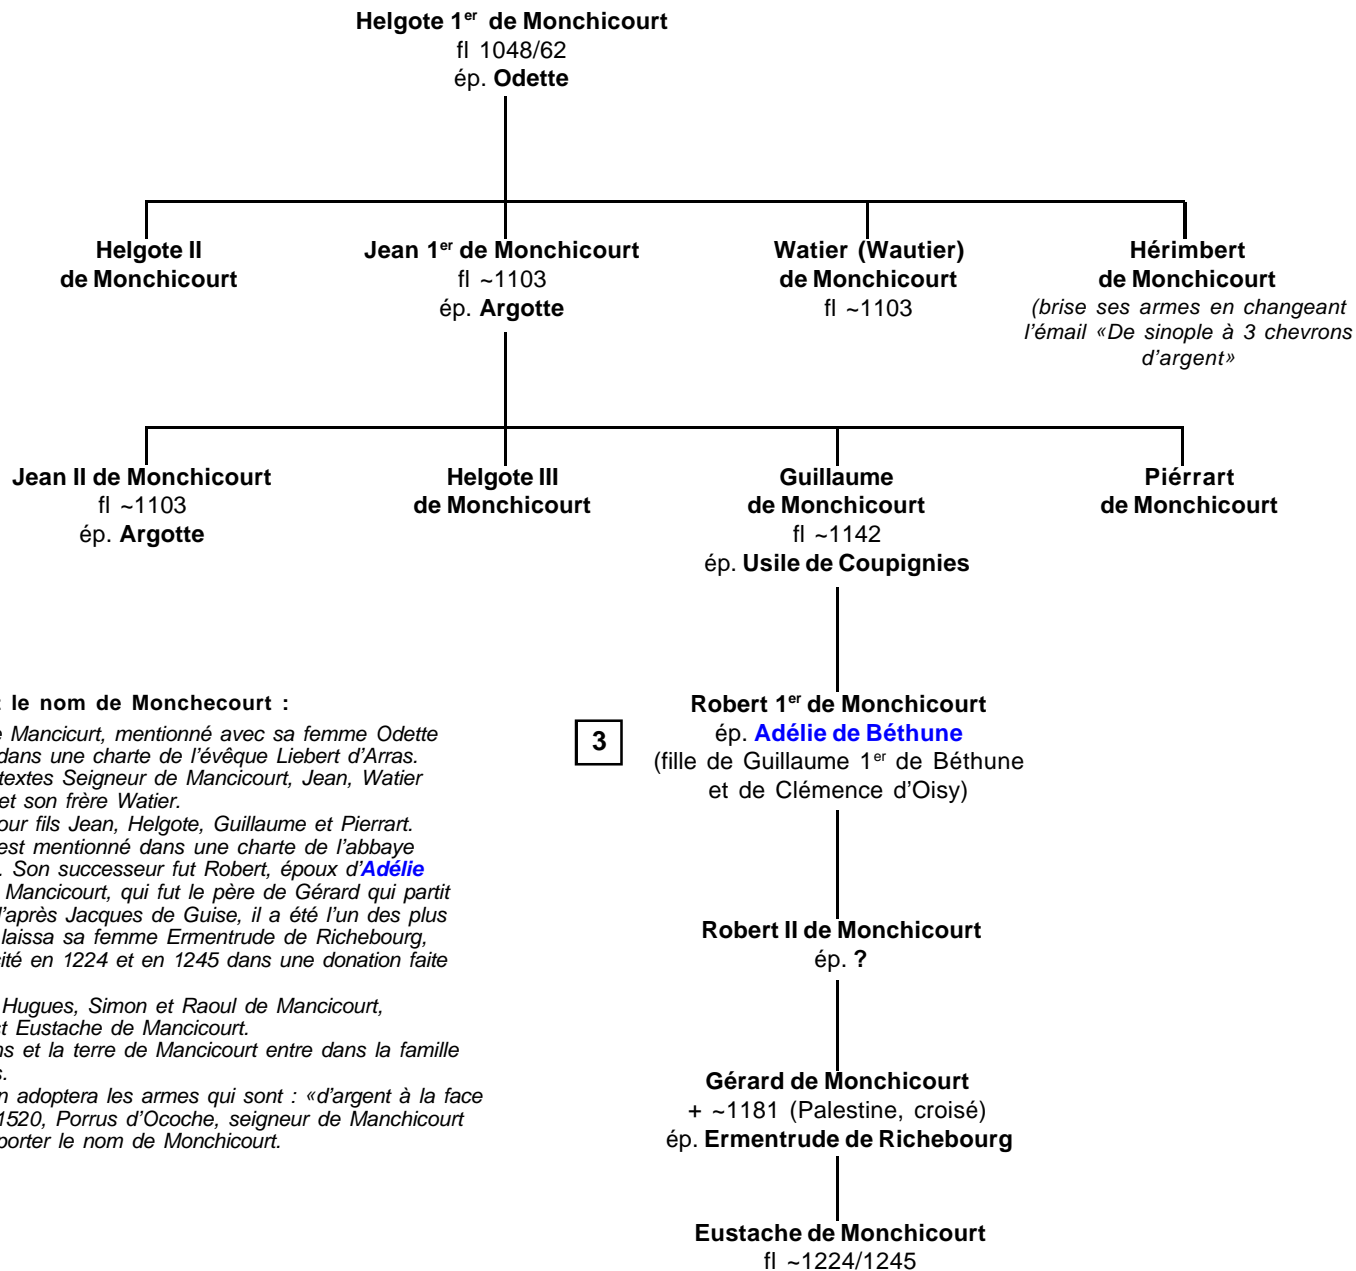 Helgote 1er de Monchicourt
fl 1048/62
ép. Odette
Helgote II
de Monchicourt
Jean 1er de Monchicourt
fl ~1103
ép. Argotte
Watier (Wautier)
de Monchicourt
fl ~1103
Hérimbert
de Monchicourt
(brise ses armes en changeant
l'émail «De sinople à 3 chevrons
d'argent»
Jean II de Monchicourt
fl ~1103
ép. Argotte
Helgote III
de Monchicourt
Guillaume
de Monchicourt
fl ~1142
ép. Usile de Coupignies
Piérrart
de Monchicourt
le nom de Monchecourt :
Mancicurt, mentionné avec sa femme Odette
dans une charte de l'évêque Liebert d'Arras.
textes Seigneur de Mancicourt, Jean, Watier
et son frère Watier.
our fils Jean, Helgote, Guillaume et Pierrart.
est mentionné dans une charte de l'abbaye
. Son successeur fut Robert, époux d'Adélie
Mancicourt, qui fut le père de Gérard qui partit
'après Jacques de Guise, il a été l'un des plus
laissa sa femme Ermentrude de Richebourg,
ité en 1224 et en 1245 dans une donation faite
Hugues, Simon et Raoul de Mancicourt,
t Eustache de Mancicourt.
ns et la terre de Mancicourt entre dans la famille
s.
n adoptera les armes qui sont : «d'argent à la face
1520, Porrus d'Ocoche, seigneur de Manchicourt
porter le nom de Monchicourt.
3
Robert 1er de Monchicourt
ép. Adélie de Béthune
(fille de Guillaume 1er de Béthune
et de Clémence d'Oisy)
Robert II de Monchicourt
ép. ?
Gérard de Monchicourt
+ ~1181 (Palestine, croisé)
ép. Ermentrude de Richebourg
Eustache de Monchicourt
fl ~1224/1245